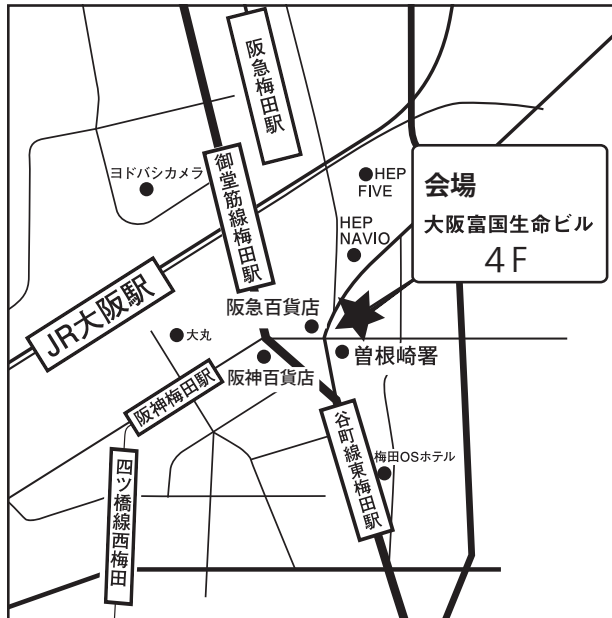 阪急梅田駅
ヨドバシカメラ
御堂筋線梅田駅
HEP
FIVE
会場
大阪富国生命ビル
4F
HEP
NAVIO
JR大阪駅
阪急百貨店
大丸
曽根崎署
阪神百貨店
阪神梅田駅
谷町線東梅田駅
梅田OSホテル
四ツ橋線西梅田